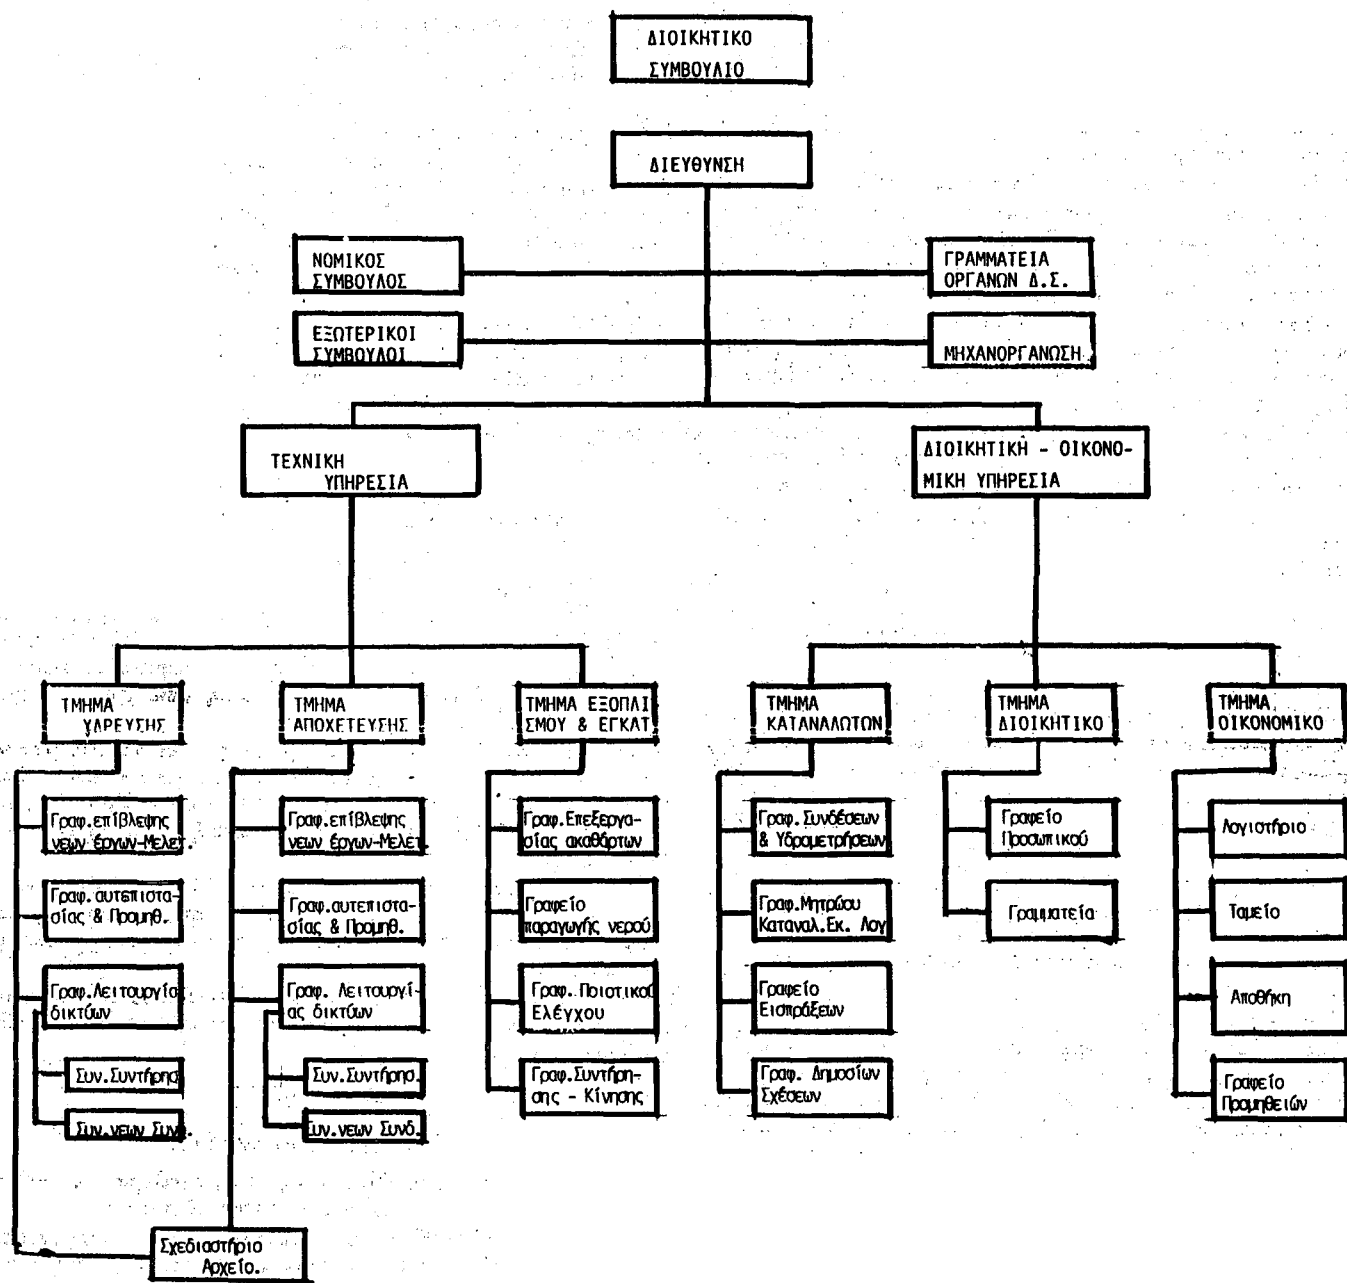 ΔΙΟΙΚΗΤΙΚΟ
ΣΥΜΒΟΥΛΙΟ
ΔΙΕΥΘΥΝΣΗ
ΝΟΜΙΚΟΣ
ΣΥΜΒΟΥΛΟΣ
ΓΡΑΜΜΑΤΕΙΑ
ΟΡΓΑΝΩΝ Δ.Σ.
ΕΞΩΤΕΡΙΚΟΙ
ΣΥΜΒΟΥΛΟΙ
ΜΗΧΑΝΟΡΓΑΝΩΣΗ
ΤΕΧΝΙΚΗ
ΥΠΗΡΕΣΙΑ
ΔΙΟΙΚΗΤΙΚΗ - ΟΙΚΟΝΟ-
ΜΙΚΗ ΥΠΗΡΕΣΙΑ
ΤΜΗΜΑ
ΥΔΡΕΥΣΗΣ
ΤΜΗΜΑ
ΑΠΟΧΕΤΕΥΣΗΣ
ΤΜΗΜΑ ΕΞΟΠΛΙ
ΣΜΟΥ & ΕΓΚΑΤ
ΤΜΗΜΑ
ΚΑΤΑΝΑΛΩΤΩΝ
ΤΜΗΜΑ
ΔΙΟΙΚΗΤΙΚΟ
ΤΜΗΜΑ
ΟΙΚΟΝΟΜΙΚΟ
Γραφ.επίβλεψης
νεων έργων-Μελετ.
Γραφ.αυτεπιστα-
σίας & Προμηθ.
Γραφ.Λειτουργία
δικτύων
Συν.Συντήρησ
Συν.νεων Συνδ.
Γραφ.επίβλεψης
νεων έργων-Μελετ.
Γραφ.αυτεπιστα-
σίας & Προμηθ.
Γραφ. Λειτουργί-
ας δικτύων
Συν.Συντήρησ.
Συν.νεων Συνδ.
Γραφ.Επεξεργα-
σίας ακαθάρτων
Γραφείο
παραγωγής νερού
Γραφ. Ποιοτικού
Ελέγχου
Γραφ.Συντήρη-
σης - Κίνησης
Γραφ. Συνδέσεων
& Υδρομετρήσεων
Γραφ.Μητρώου
Καταναλ.Εκ. Λογ
Γραφείο
Εισπράξεων
Γραφ. Δημοσίων
Σχέσεων
Γραφείο
Προσωπικού
Γραμματεία
Λογιστήριο
Ταμείο
Αποθήκη
Γραφείο
Προμηθειών
Σχεδιαστήριο
Αρχείο.